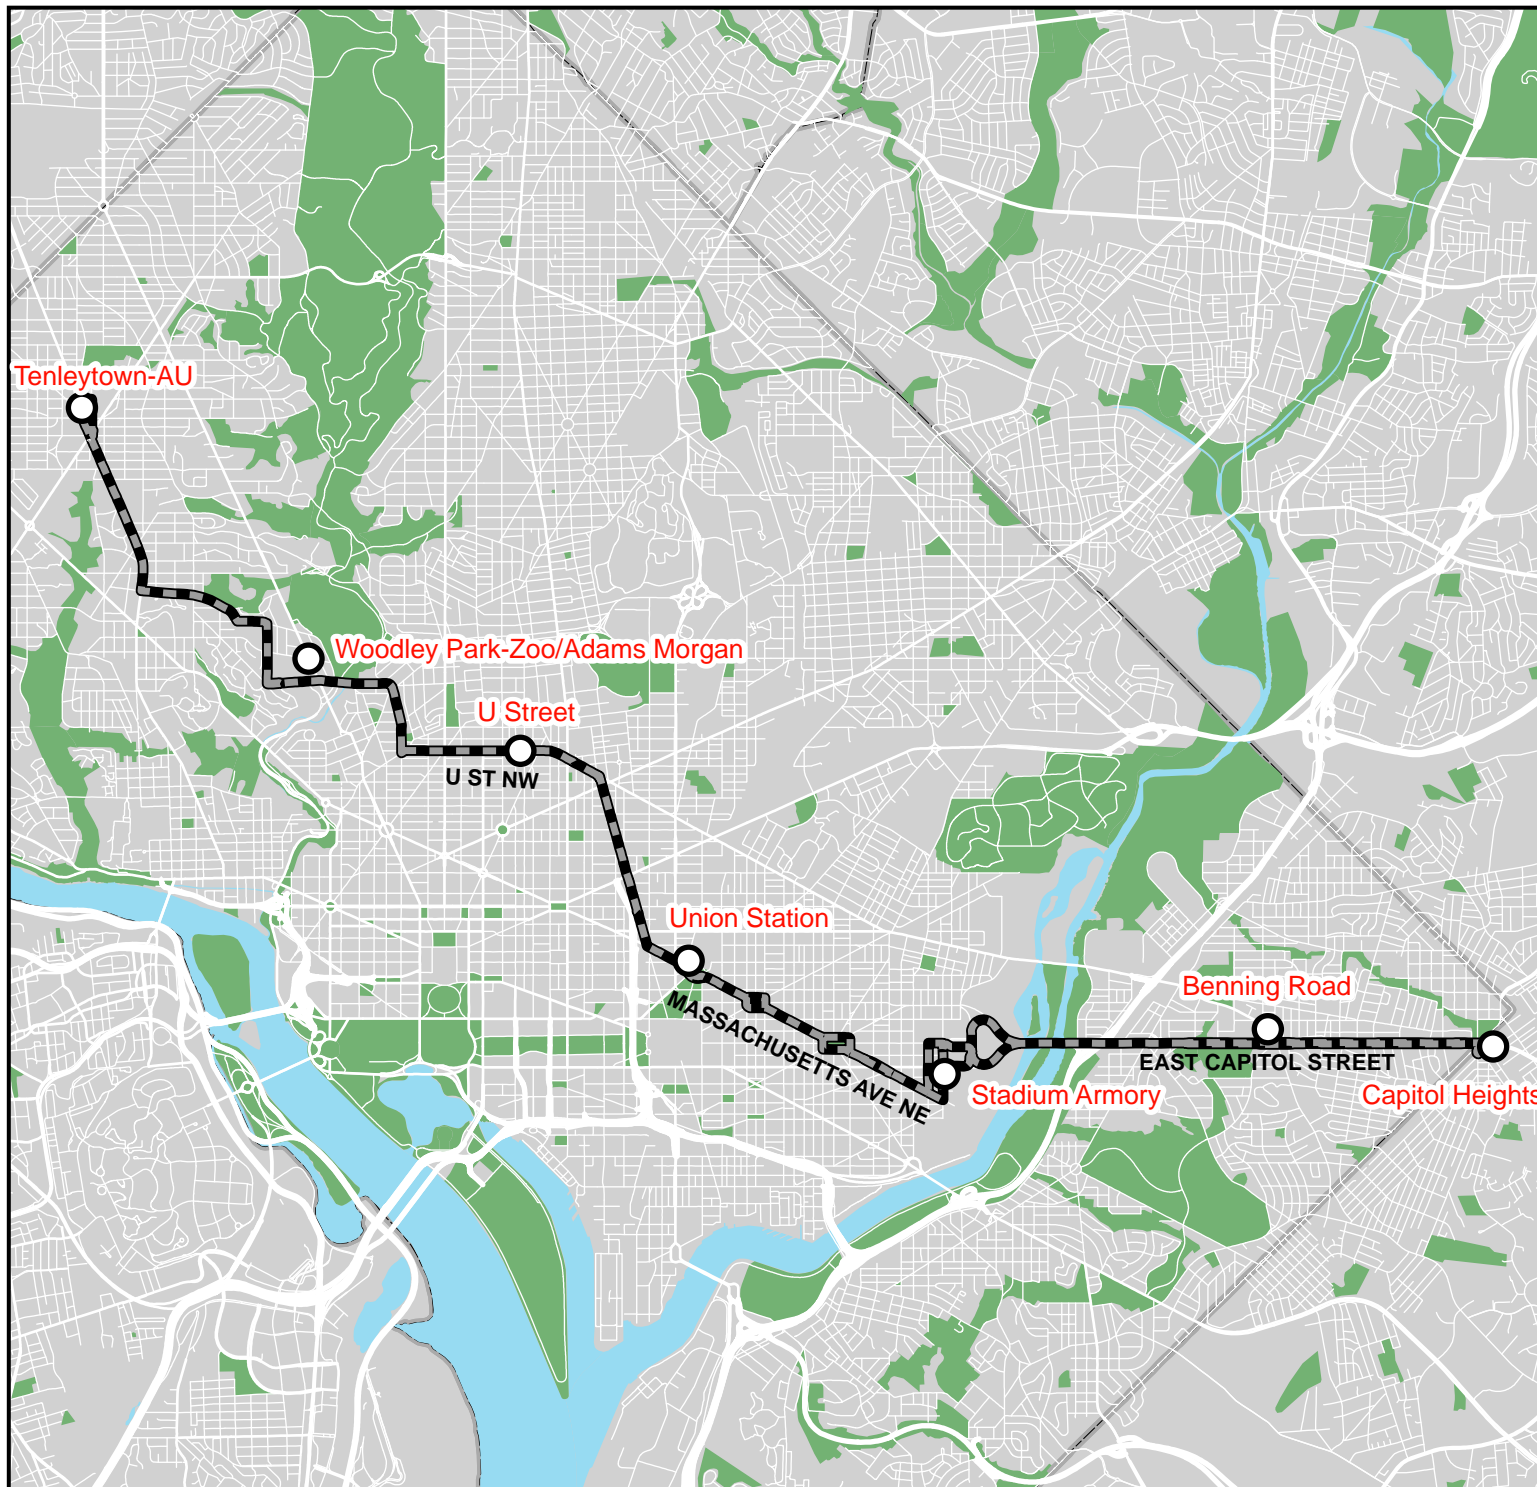 Tenleytown-AU
Woodley Park-Zoo/Adams Morgan
U Street
U ST NW
Union Station
MASSACHUSETTS AVE NE
Benning Road
EAST CAPITOL STREET
Stadium Armory
Capitol Heights